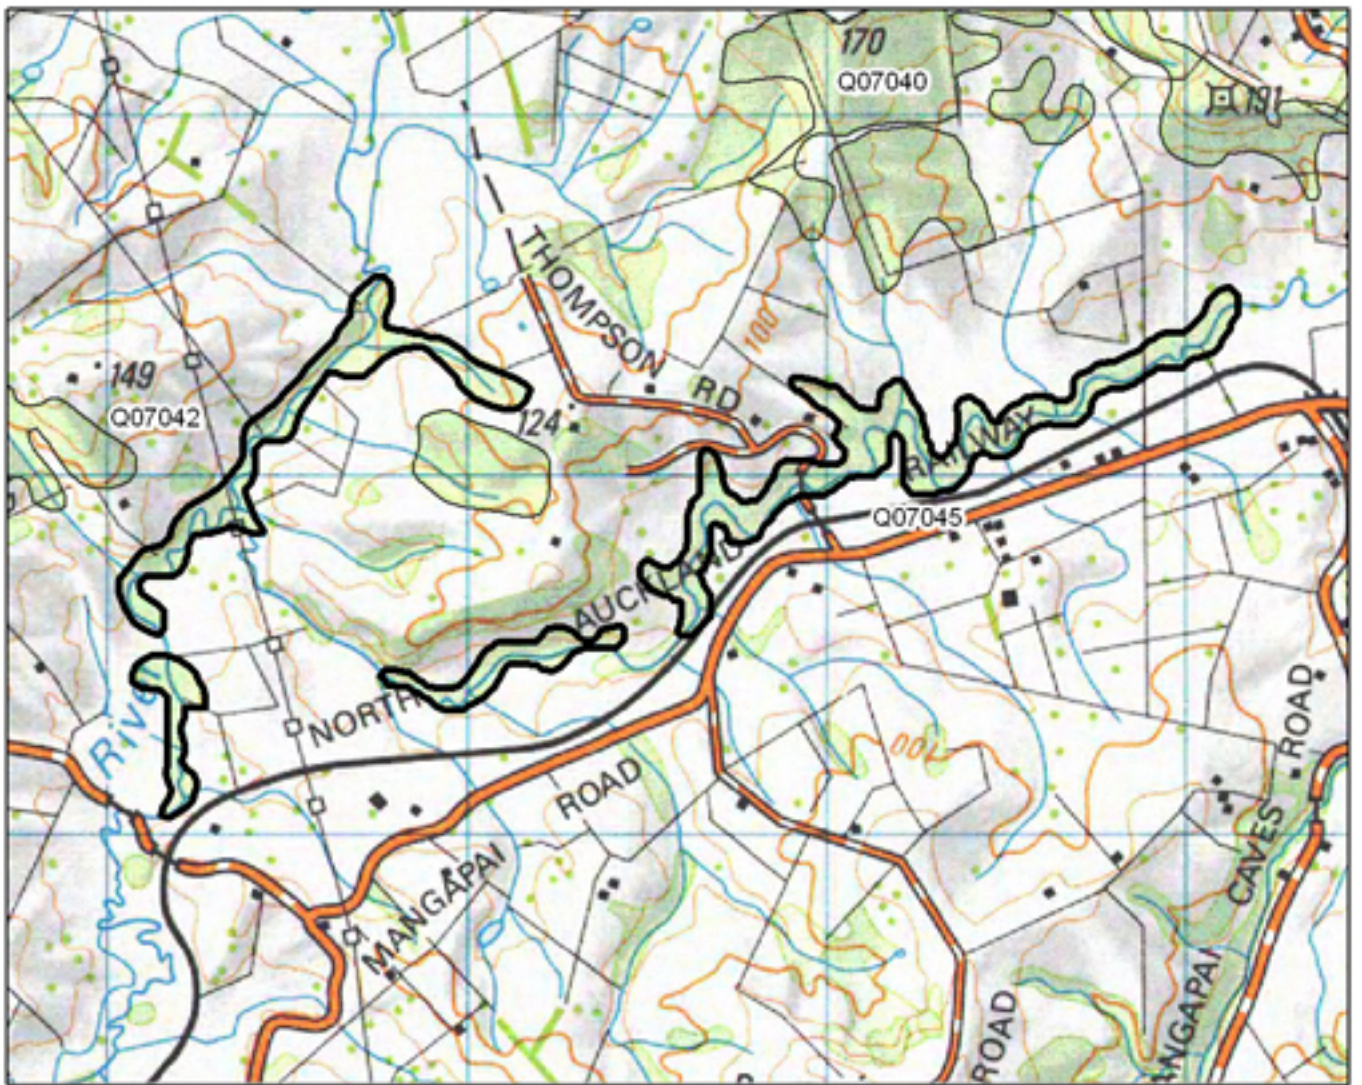 170
Q07040
191
THOMPSON
RD
100
149
Q07042
124
RAILWAY
Q07045
AUCKLAND
NORTH
River
ROAD
MANGAPAI
100
ROAD
CAVES
ANGAPAI
ROAD